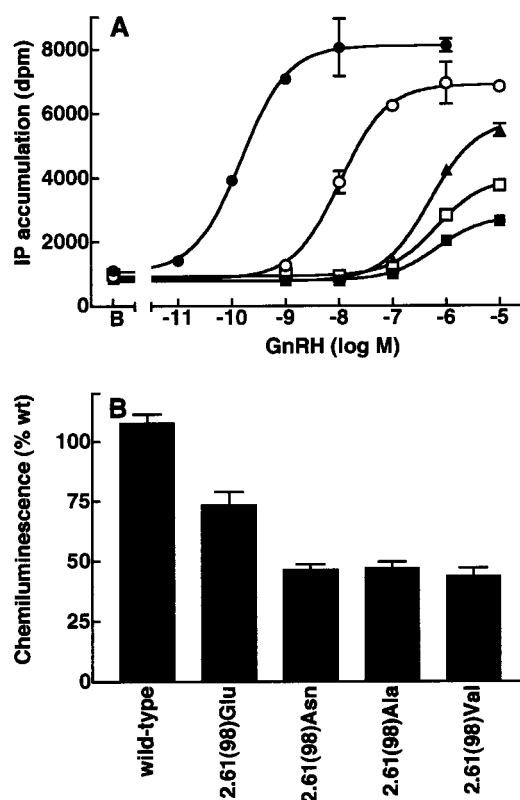 A
IP accumulation (dpm)
8000
6000
4000
2000
0
B -11 -10 -9 -8 -7 -6 -5
GnRH (log M)
B
Chemiluminescence (% wt)
100
75
50
25
0
wild-type
2.61(98)Glu
2.61(98)Asn
2.61(98)Ala
2.61(98)Val